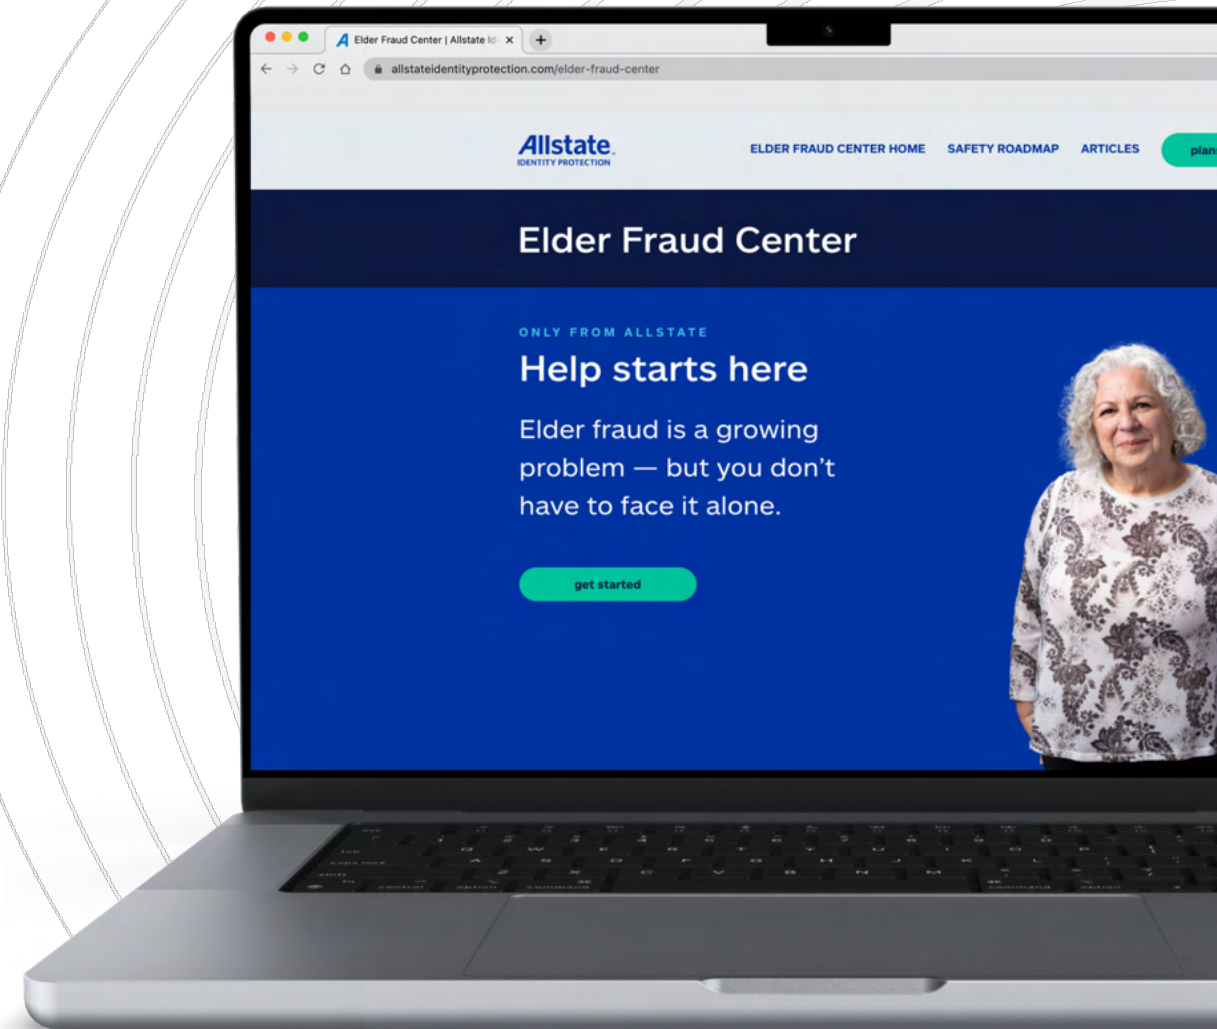 Elder Fraud Center | Allstate Id
allstateidentityprotection.com/elder-fraud-center
Allstate
IDENTITY PROTECTION
ELDER FRAUD CENTER HOME SAFETY ROADMAP ARTICLES plan
Elder Fraud Center
ONLY FROM ALLSTATE
Help starts here
Elder fraud is a growing
problem — but you don’t
have to face it alone.
get started